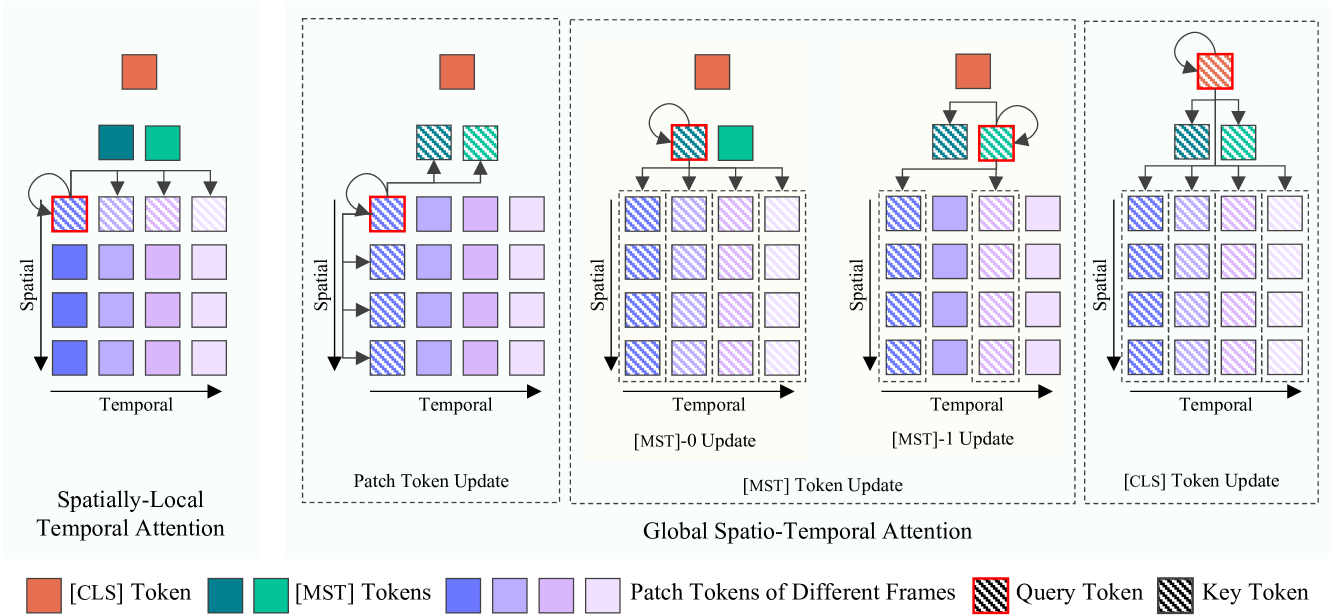 Spatial
Temporal
Spatially-Local
Temporal Attention
Spatial
Temporal
Patch Token Update
Spatial
Temporal
[MST]-0 Update
Spatial
Temporal
[MST]-1 Update
[MST] Token Update
Spatial
Temporal
[CLS] Token Update
Global Spatio-Temporal Attention
[CLS] Token
[MST] Tokens
Patch Tokens of Different Frames
Query Token
Key Token